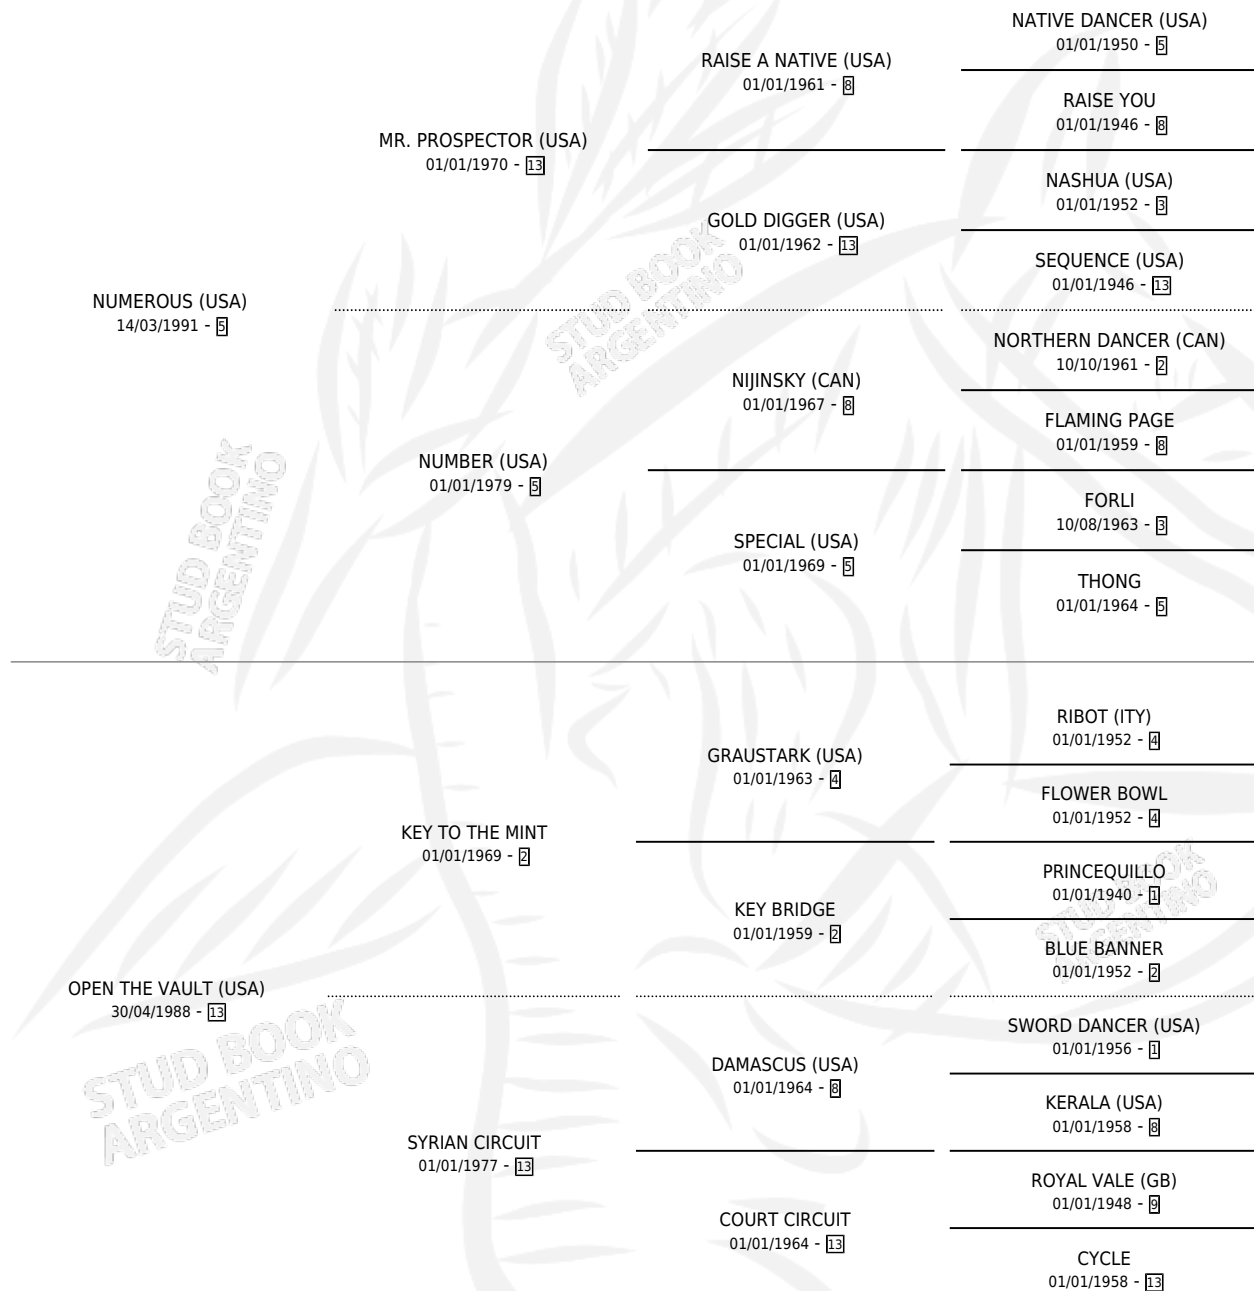 NATIVE DANCER (USA)
01/01/1950 - 5
RAISE A NATIVE (USA)
01/01/1961 - 8
RAISE YOU
01/01/1946 - 8
MR. PROSPECTOR (USA)
01/01/1970 - 13
NASHUA (USA)
01/01/1952 - 3
GOLD DIGGER (USA)
01/01/1962 - 13
SEQUENCE (USA)
01/01/1946 - 13
NUMEROUS (USA)
14/03/1991 - 5
NORTHERN DANCER (CAN)
10/10/1961 - 2
NIJINSKY (CAN)
01/01/1967 - 8
FLAMING PAGE
01/01/1959 - 8
NUMBER (USA)
01/01/1979 - 5
FORLI
10/08/1963 - 3
SPECIAL (USA)
01/01/1969 - 5
THONG
01/01/1964 - 5
RIBOT (ITY)
01/01/1952 - 4
GRAUSTARK (USA)
01/01/1963 - 4
FLOWER BOWL
01/01/1952 - 4
KEY TO THE MINT
01/01/1969 - 2
PRINCEQUILLO
01/01/1940 - 1
KEY BRIDGE
01/01/1959 - 2
BLUE BANNER
01/01/1952 - 2
OPEN THE VAULT (USA)
30/04/1988 - 13
SWORD DANCER (USA)
01/01/1956 - 1
DAMASCUS (USA)
01/01/1964 - 8
KERALA (USA)
01/01/1958 - 8
SYRIAN CIRCUIT
01/01/1977 - 13
ROYAL VALE (GB)
01/01/1948 - 9
COURT CIRCUIT
01/01/1964 - 13
CYCLE
01/01/1958 - 13
STUD BOOK
ARGENTINO
STUD BOOK
ARGENTINO
STUD BOOK
ARGENTINO
STUD BOOK
ARGENTINO